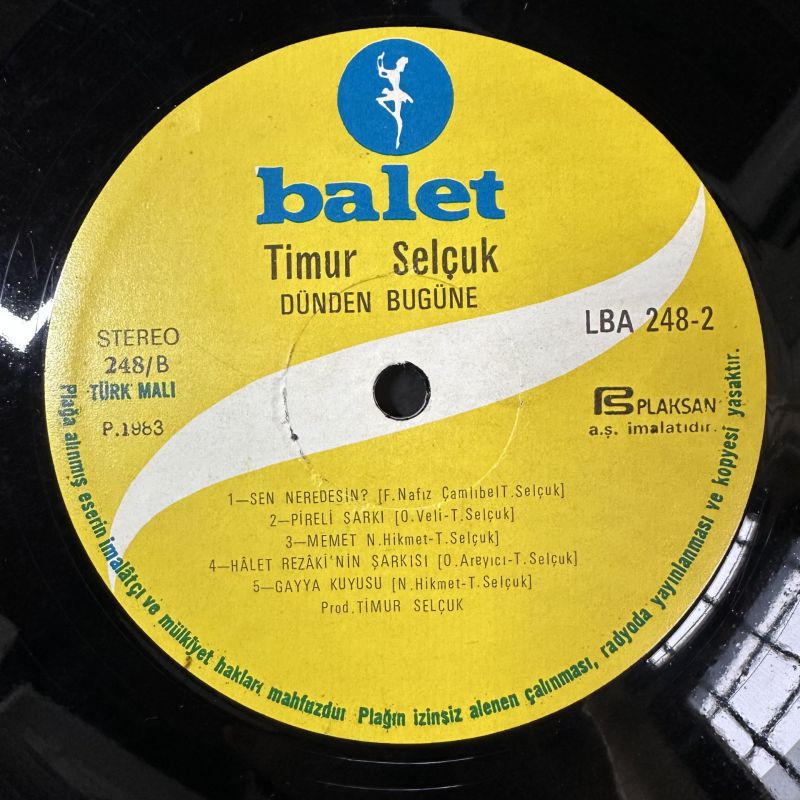 balet
Timur Selçuk
DÜNDEN BUGÜNE
STEREO
248/B
TÜRK MALI
P.1983
LBA 248-2
PLAKSAN
a.ş. imalatıdır.
1—SEN NEREDESİN? [F.Nafız ÇamlıbelT.Selçuk]
2—PİRELİ ŞARKI [O.Veli-T.Selçuk]
3—MEMET N.Hikmet-T.Selçuk]
4—HÂLET REZÂKİ'NİN ŞARKISI [O.Areyıcı-T.Selçuk]
5—GAYYA KUYUSU [N.Hikmet-T.Selçuk]
Prod.TİMUR SELÇUK
Plağa alınmış eserin imalâtçı ve mülkiyet hakları mahfuzdur Plağın izinsiz alenen çalınması, radyoda yayınlanması ve kopyesi yasaktır.